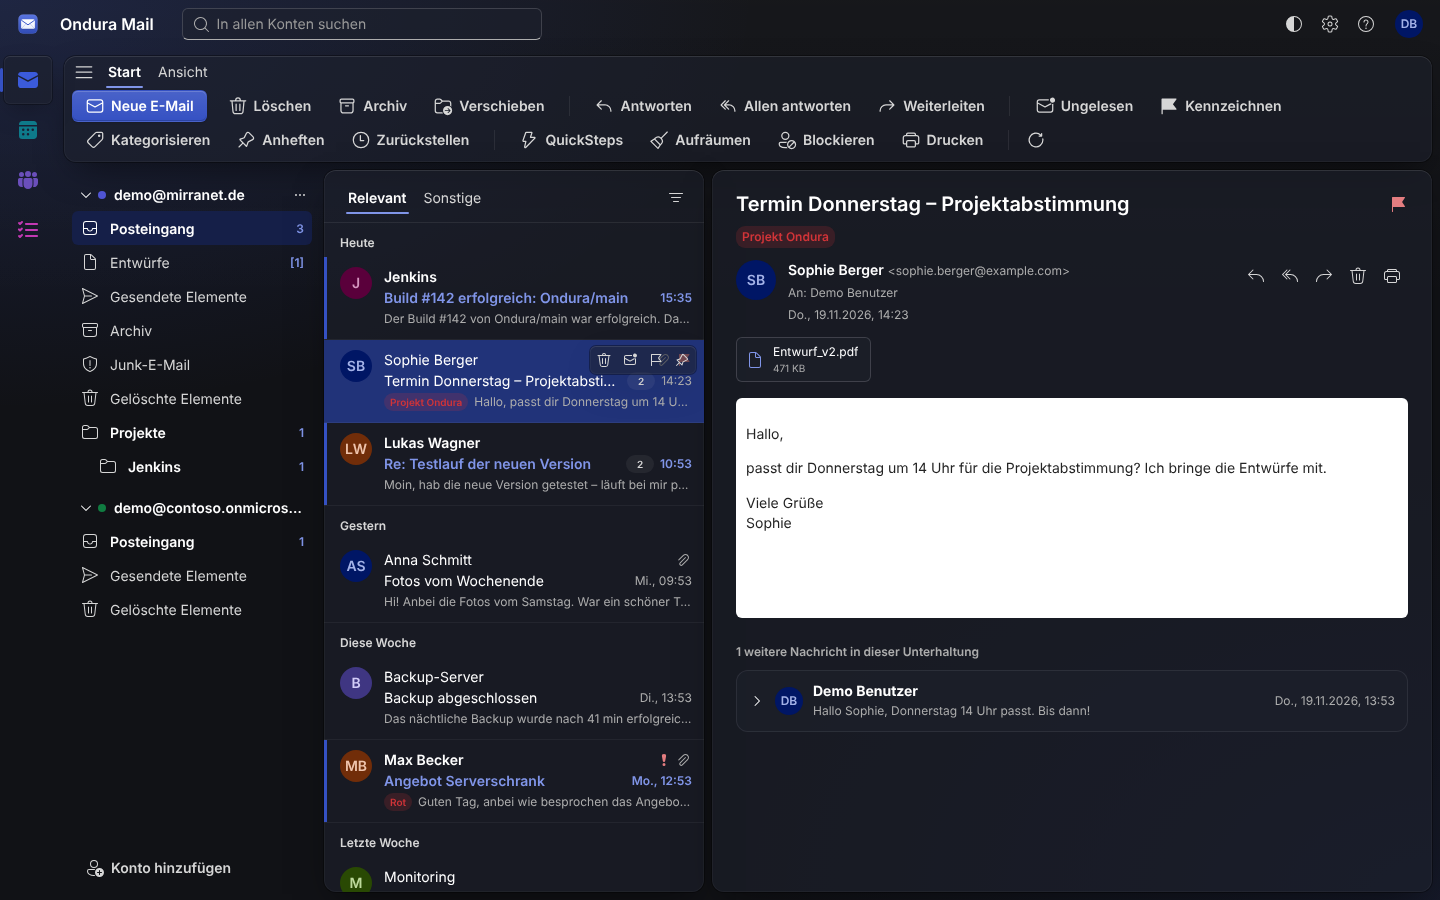 Ondura Mail
In allen Konten suchen
DB
Start
Ansicht
Neue E-Mail
Löschen
Archiv
Verschieben
Antworten
Allen antworten
Weiterleiten
Ungelesen
Kennzeichnen
Kategorisieren
Anheften
Zurückstellen
QuickSteps
Aufräumen
Blockieren
Drucken
demo@mirranet.de
Posteingang 3
Entwürfe [1]
Gesendete Elemente
Archiv
Junk-E-Mail
Gelöschte Elemente
Projekte 1
Jenkins 1
demo@contoso.onmicros...
Posteingang 1
Gesendete Elemente
Gelöschte Elemente
Konto hinzufügen
Relevant
Sonstige
Heute
J
Jenkins
Build #142 erfolgreich: Ondura/main 15:35
Der Build #142 von Ondura/main war erfolgreich. Da...
SB
Sophie Berger
Termin Donnerstag – Projektabsti... 2 14:23
Projekt Ondura Hallo, passt dir Donnerstag um 14 U...
LW
Lukas Wagner
Re: Testlauf der neuen Version 2 10:53
Moin, hab die neue Version getestet – läuft bei mir p...
Gestern
AS
Anna Schmitt
Fotos vom Wochenende Mi., 09:53
Hi! Anbei die Fotos vom Samstag. War ein schöner T...
Diese Woche
B
Backup-Server
Backup abgeschlossen Di., 13:53
Das nächtliche Backup wurde nach 41 min erfolgreic...
MB
Max Becker
Angebot Serverschrank Mo., 12:53
Rot Guten Tag, anbei wie besprochen das Angebo...
Letzte Woche
M
Monitoring
Termin Donnerstag – Projektabstimmung
Projekt Ondura
SB
Sophie Berger <sophie.berger@example.com>
An: Demo Benutzer
Do., 19.11.2026, 14:23
Entwurf_v2.pdf
471 KB
Hallo,
passt dir Donnerstag um 14 Uhr für die Projektabstimmung? Ich bringe die Entwürfe mit.
Viele Grüße
Sophie
1 weitere Nachricht in dieser Unterhaltung
DB
Demo Benutzer
Hallo Sophie, Donnerstag 14 Uhr passt. Bis dann!
Do., 19.11.2026, 13:53